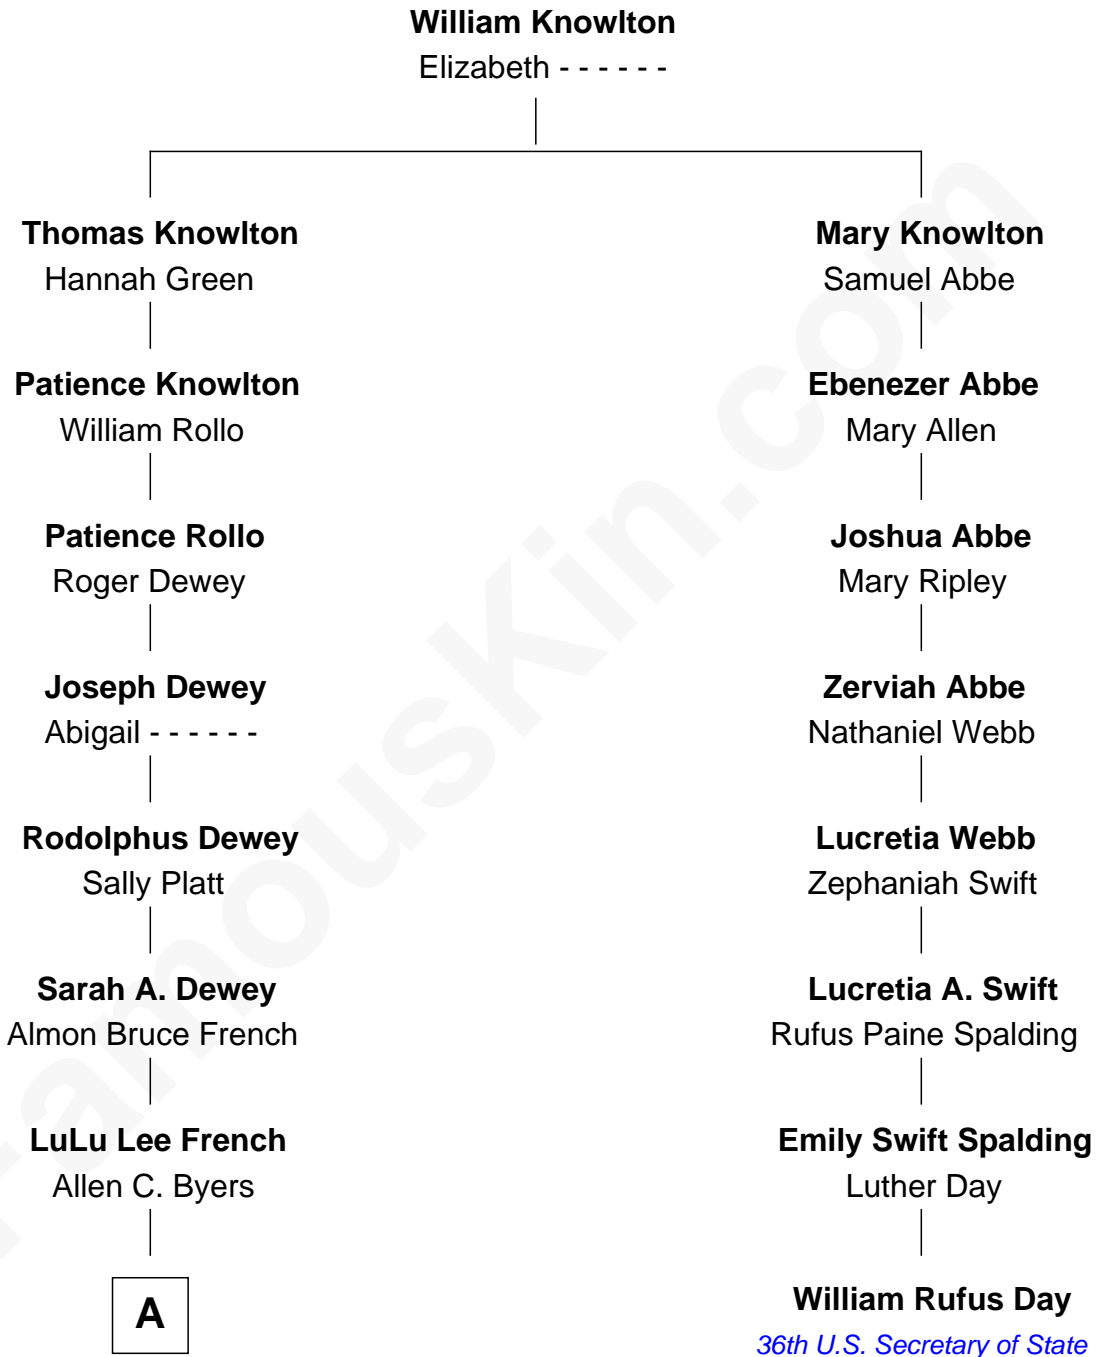 William Knowlton
Elizabeth - - - - - -
Thomas Knowlton
Hannah Green
Mary Knowlton
Samuel Abbe
Patience Knowlton
William Rollo
Ebenezer Abbe
Mary Allen
Patience Rollo
Roger Dewey
Joshua Abbe
Mary Ripley
Joseph Dewey
Abigail - - - - - -
Zerviah Abbe
Nathaniel Webb
Rodolphus Dewey
Sally Platt
Lucretia Webb
Zephaniah Swift
Sarah A. Dewey
Almon Bruce French
Lucretia A. Swift
Rufus Paine Spalding
LuLu Lee French
Allen C. Byers
Emily Swift Spalding
Luther Day
A
William Rufus Day
36th U.S. Secretary of State
FamousKin.com